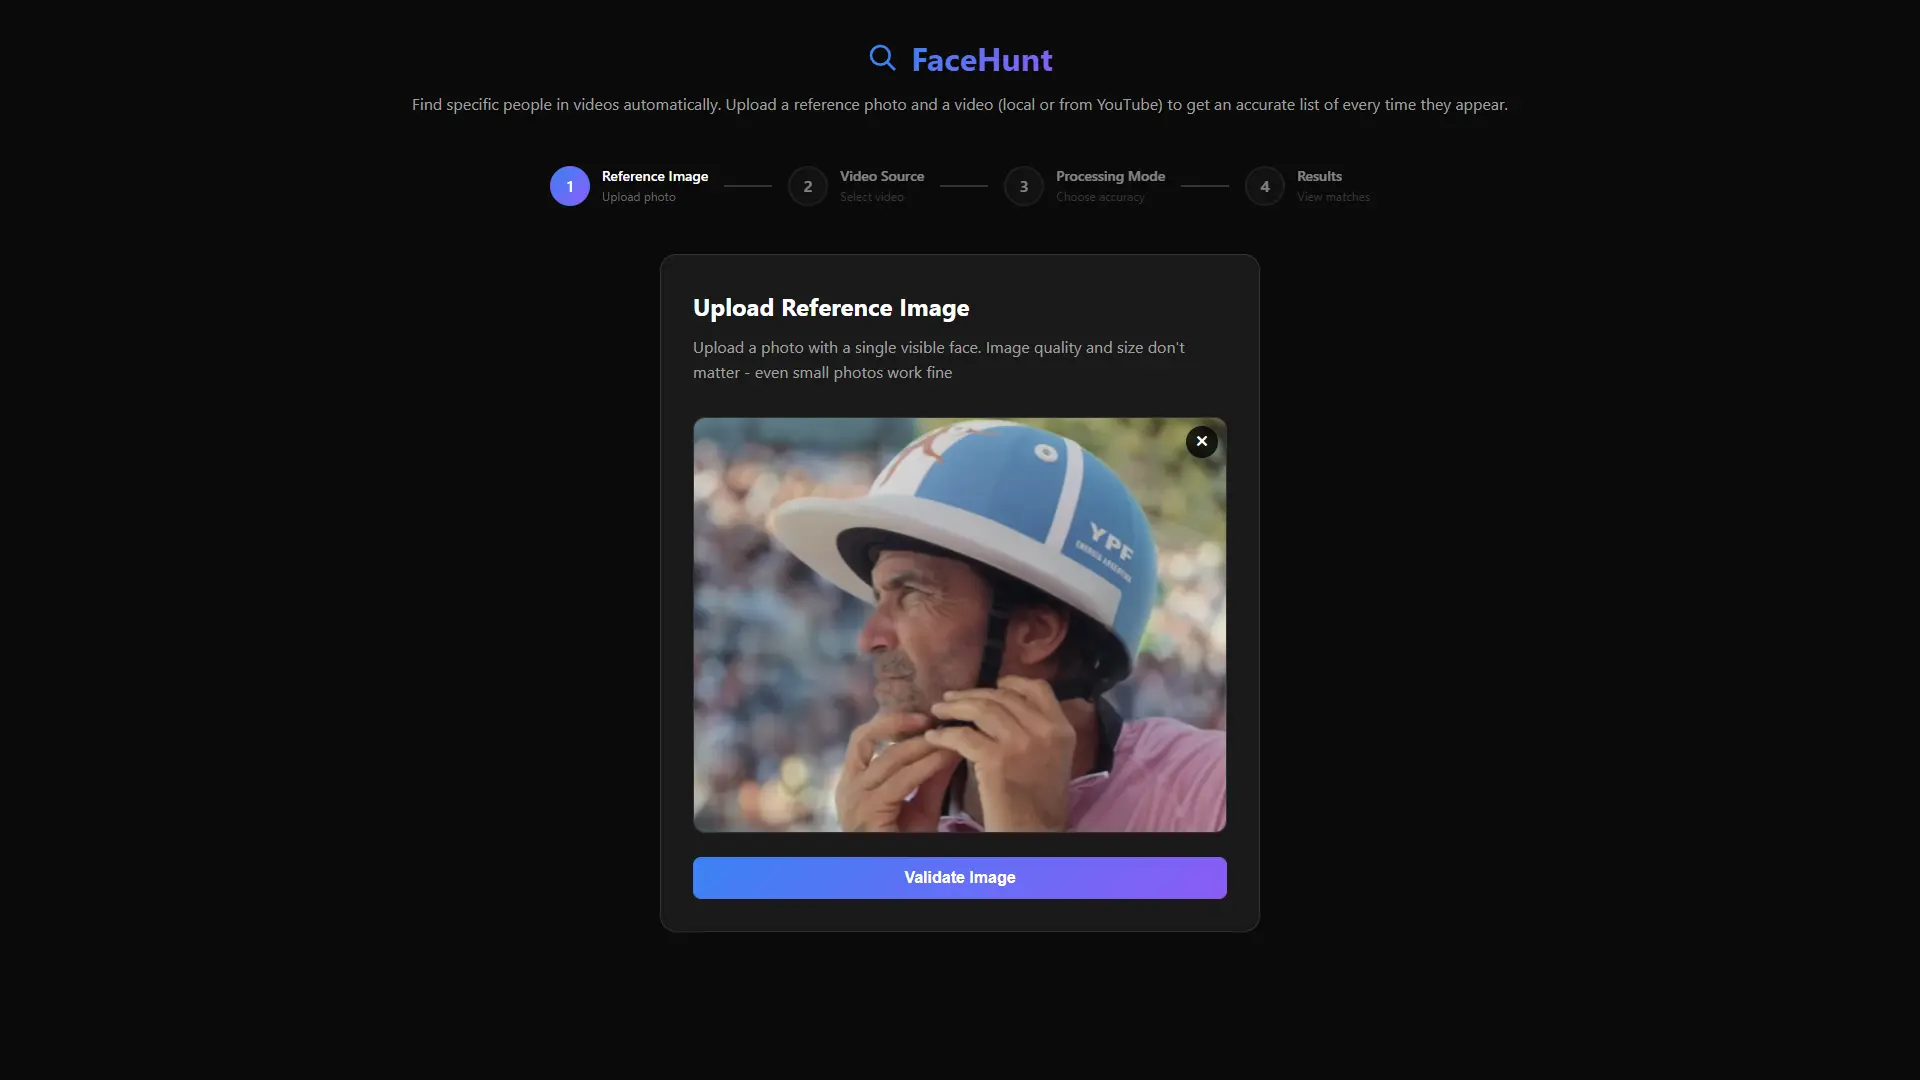 FaceHunt
Find specific people in videos automatically. Upload a reference photo and a video (local or from YouTube) to get an accurate list of every time they appear.
1
Reference Image
Upload photo
2
Video Source
Select video
3
Processing Mode
Choose accuracy
4
Results
View matches
Upload Reference Image
Upload a photo with a single visible face. Image quality and size don't
matter - even small photos work fine
YPF
ENERGÍA ARGENTINA
Validate Image